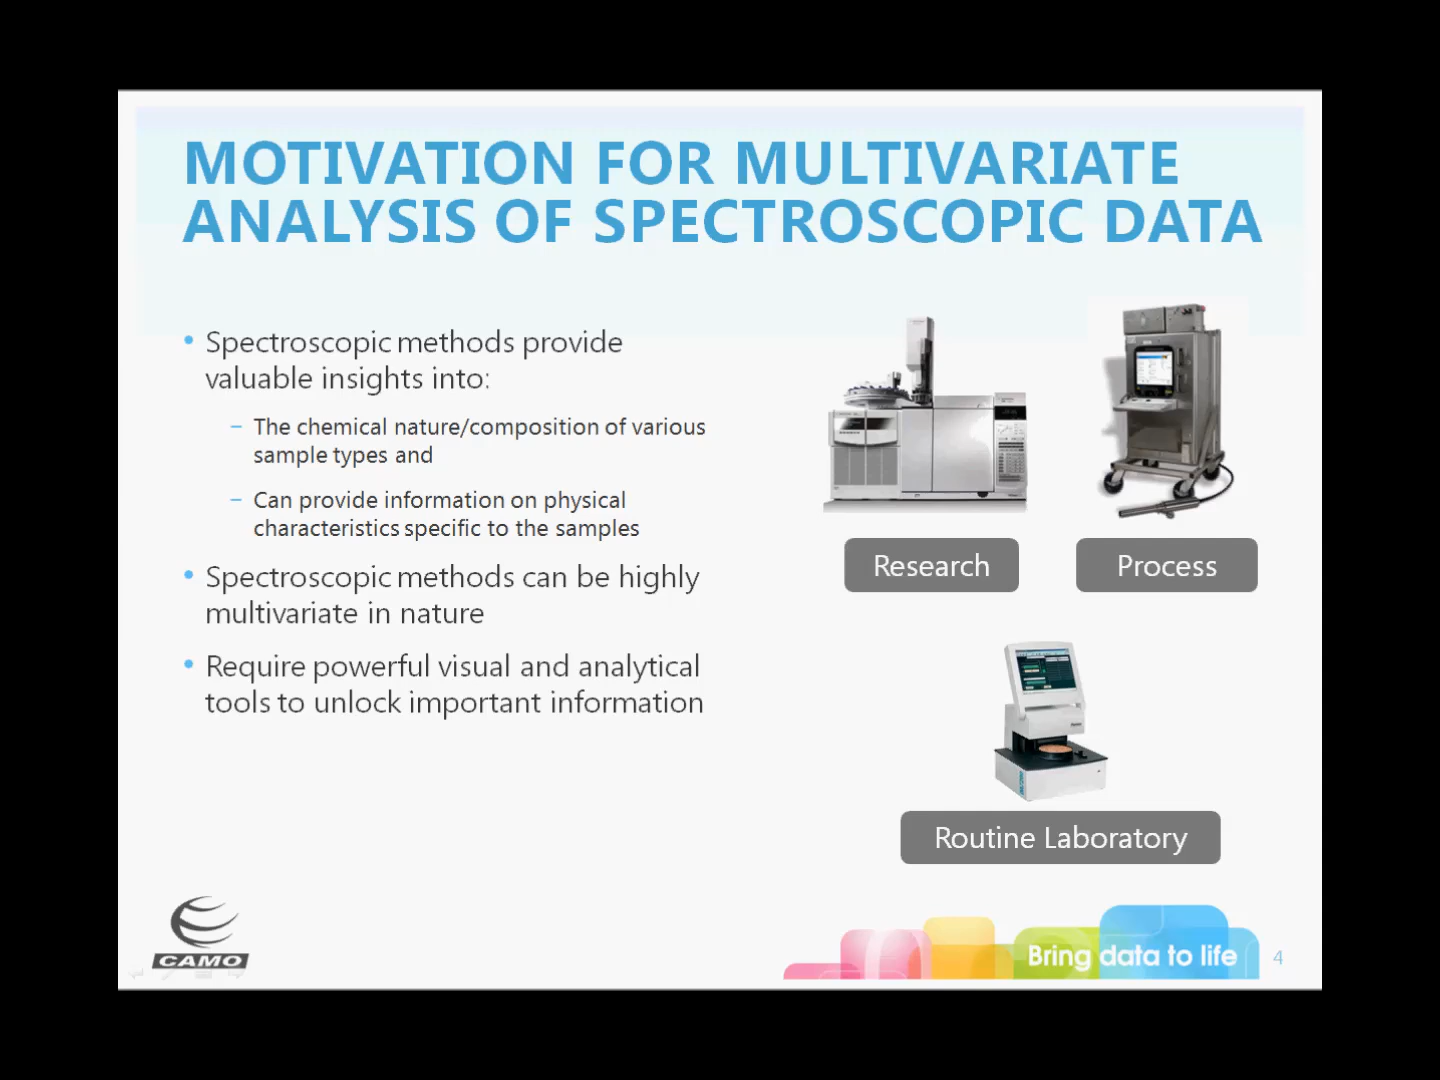 MOTIVATION FOR MULTIVARIATE
ANALYSIS OF SPECTROSCOPIC DATA
• Spectroscopic methods provide
valuable insights into:
– The chemical nature/composition of various
sample types and
– Can provide information on physical
characteristics specific to the samples
• Spectroscopic methods can be highly
multivariate in nature
• Require powerful visual and analytical
tools to unlock important information
Research
Process
Routine Laboratory
CAMO
Bring data to life
4